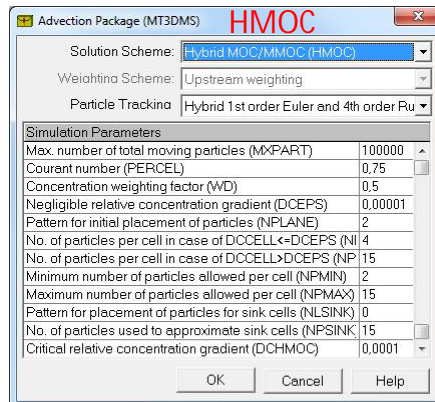 Advection Package (MT3DMS)
HMOC
Solution Scheme: Hybrid MOC/MMOC (HMOC)
Weighting Scheme: Upstream weighting
Particle Tracking Hybrid 1st order Euler and 4th order Ru
Simulation Parameters
Max. number of total moving particles (MXPART) 100000
Courant number (PERCEL) 0,75
Concentration weighting factor (WD) 0,5
Negligible relative concentration gradient (DCEPS) 0,00001
Pattern for initial placement of particles (NPLANE) 2
No. of particles per cell in case of DCCELL<=DCEPS (NI 4
No. of particles per cell in case of DCCELL>DCEPS (NP 15
Minimum number of particles allowed per cell (NPMIN) 2
Maximum number of particles allowed per cell (NPMAX) 15
Pattern for placement of particles for sink cells (NLSINK) 0
No. of particles used to approximate sink cells (NPSINK 15
Critical relative concentration gradient (DCHMOC) 0,0001
OK Cancel Help